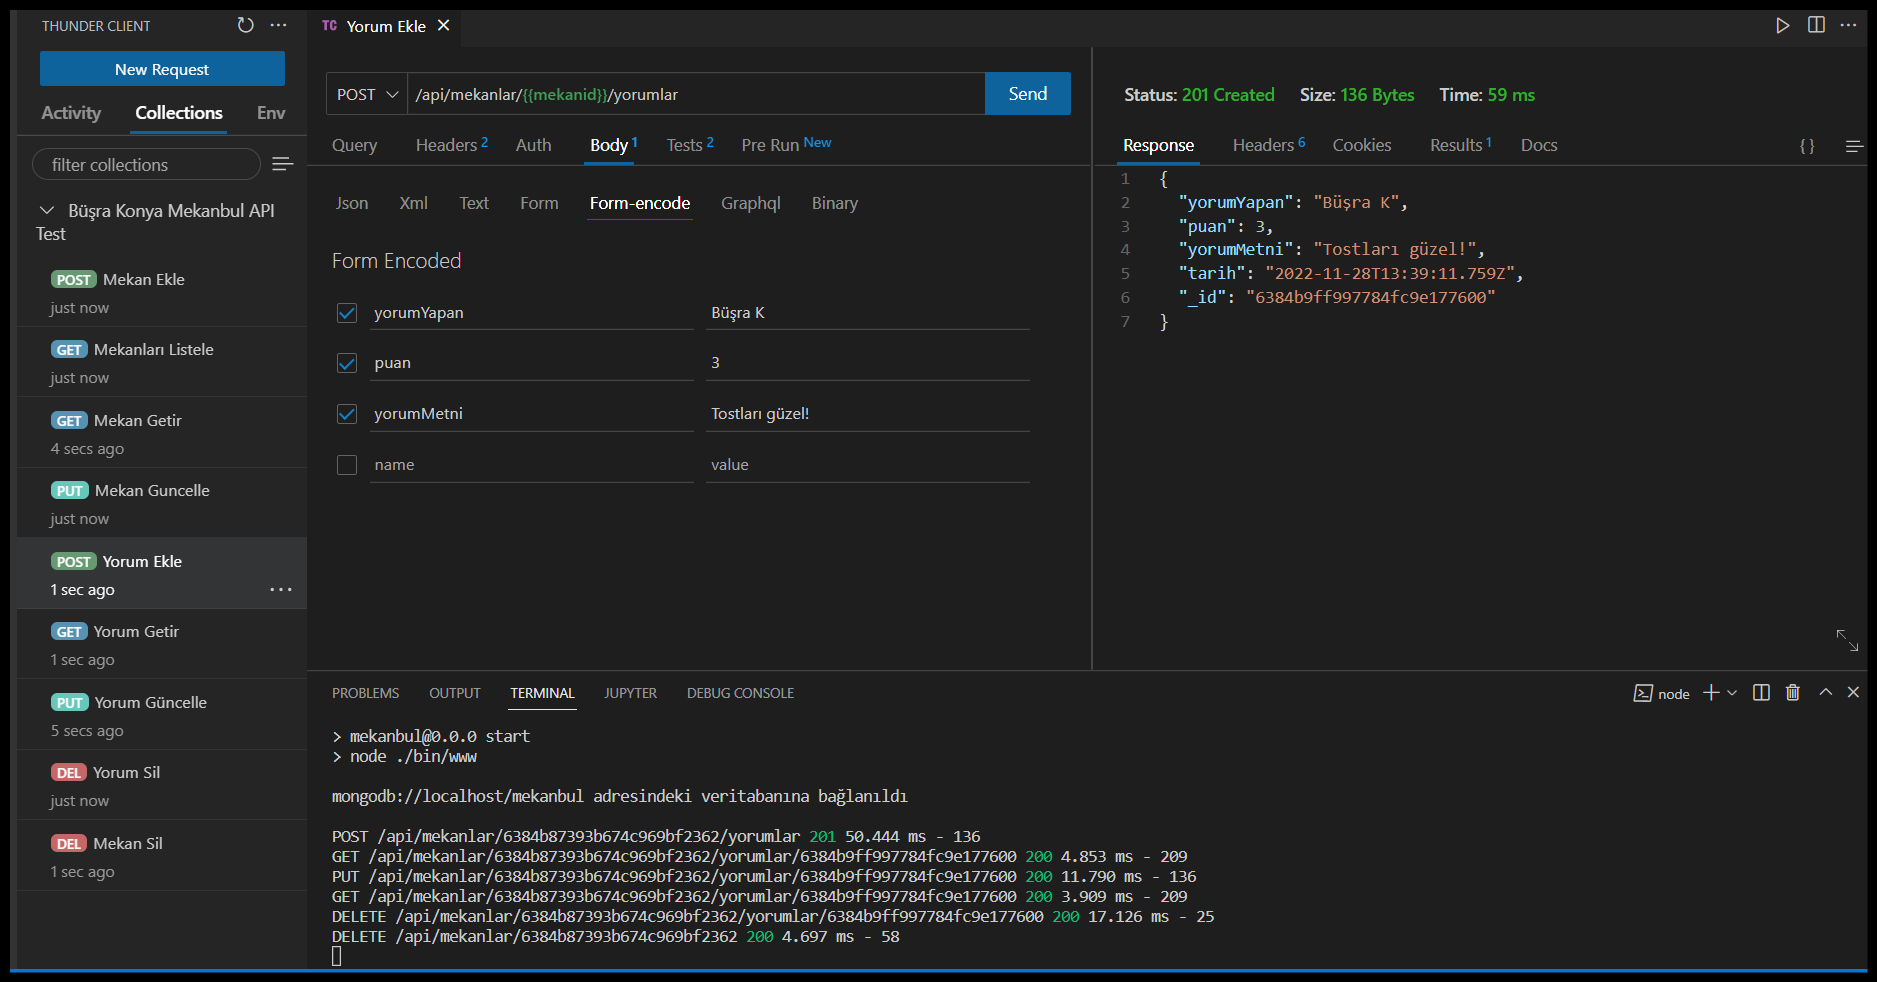 THUNDER CLIENT
New Request
Activity Collections Env
filter collections
Büşra Konya Mekanbul API
Test
POST Mekan Ekle
just now
GET Mekanları Listele
just now
GET Mekan Getir
4 secs ago
PUT Mekan Guncelle
just now
POST Yorum Ekle
1 sec ago
GET Yorum Getir
1 sec ago
PUT Yorum Güncelle
5 secs ago
DEL Yorum Sil
just now
DEL Mekan Sil
1 sec ago
TC Yorum Ekle
POST /api/mekanlar/{{mekanid}}/yorumlar Send
Query Headers 2 Auth Body 1 Tests 2 Pre Run New
Json Xml Text Form Form-encode Graphql Binary
Form Encoded
yorumYapan Büşra K
puan 3
yorumMetni Tostları güzel!
name value
Status: 201 Created Size: 136 Bytes Time: 59 ms
Response Headers 6 Cookies Results 1 Docs {}
1 {
2 "yorumYapan": "Büşra K",
3 "puan": 3,
4 "yorumMetni": "Tostları güzel!",
5 "tarih": "2022-11-28T13:39:11.759Z",
6 "_id": "6384b9ff997784fc9e177600"
7 }
PROBLEMS OUTPUT TERMINAL JUPYTER DEBUG CONSOLE node
> mekanbul@0.0.0 start
> node ./bin/www
mongodb://localhost/mekanbul adresindeki veritabanına bağlanıldı
POST /api/mekanlar/6384b87393b674c969bf2362/yorumlar 201 50.444 ms - 136
GET /api/mekanlar/6384b87393b674c969bf2362/yorumlar/6384b9ff997784fc9e177600 200 4.853 ms - 209
PUT /api/mekanlar/6384b87393b674c969bf2362/yorumlar/6384b9ff997784fc9e177600 200 11.790 ms - 136
GET /api/mekanlar/6384b87393b674c969bf2362/yorumlar/6384b9ff997784fc9e177600 200 3.909 ms - 209
DELETE /api/mekanlar/6384b87393b674c969bf2362/yorumlar/6384b9ff997784fc9e177600 200 17.126 ms - 25
DELETE /api/mekanlar/6384b87393b674c969bf2362 200 4.697 ms - 58